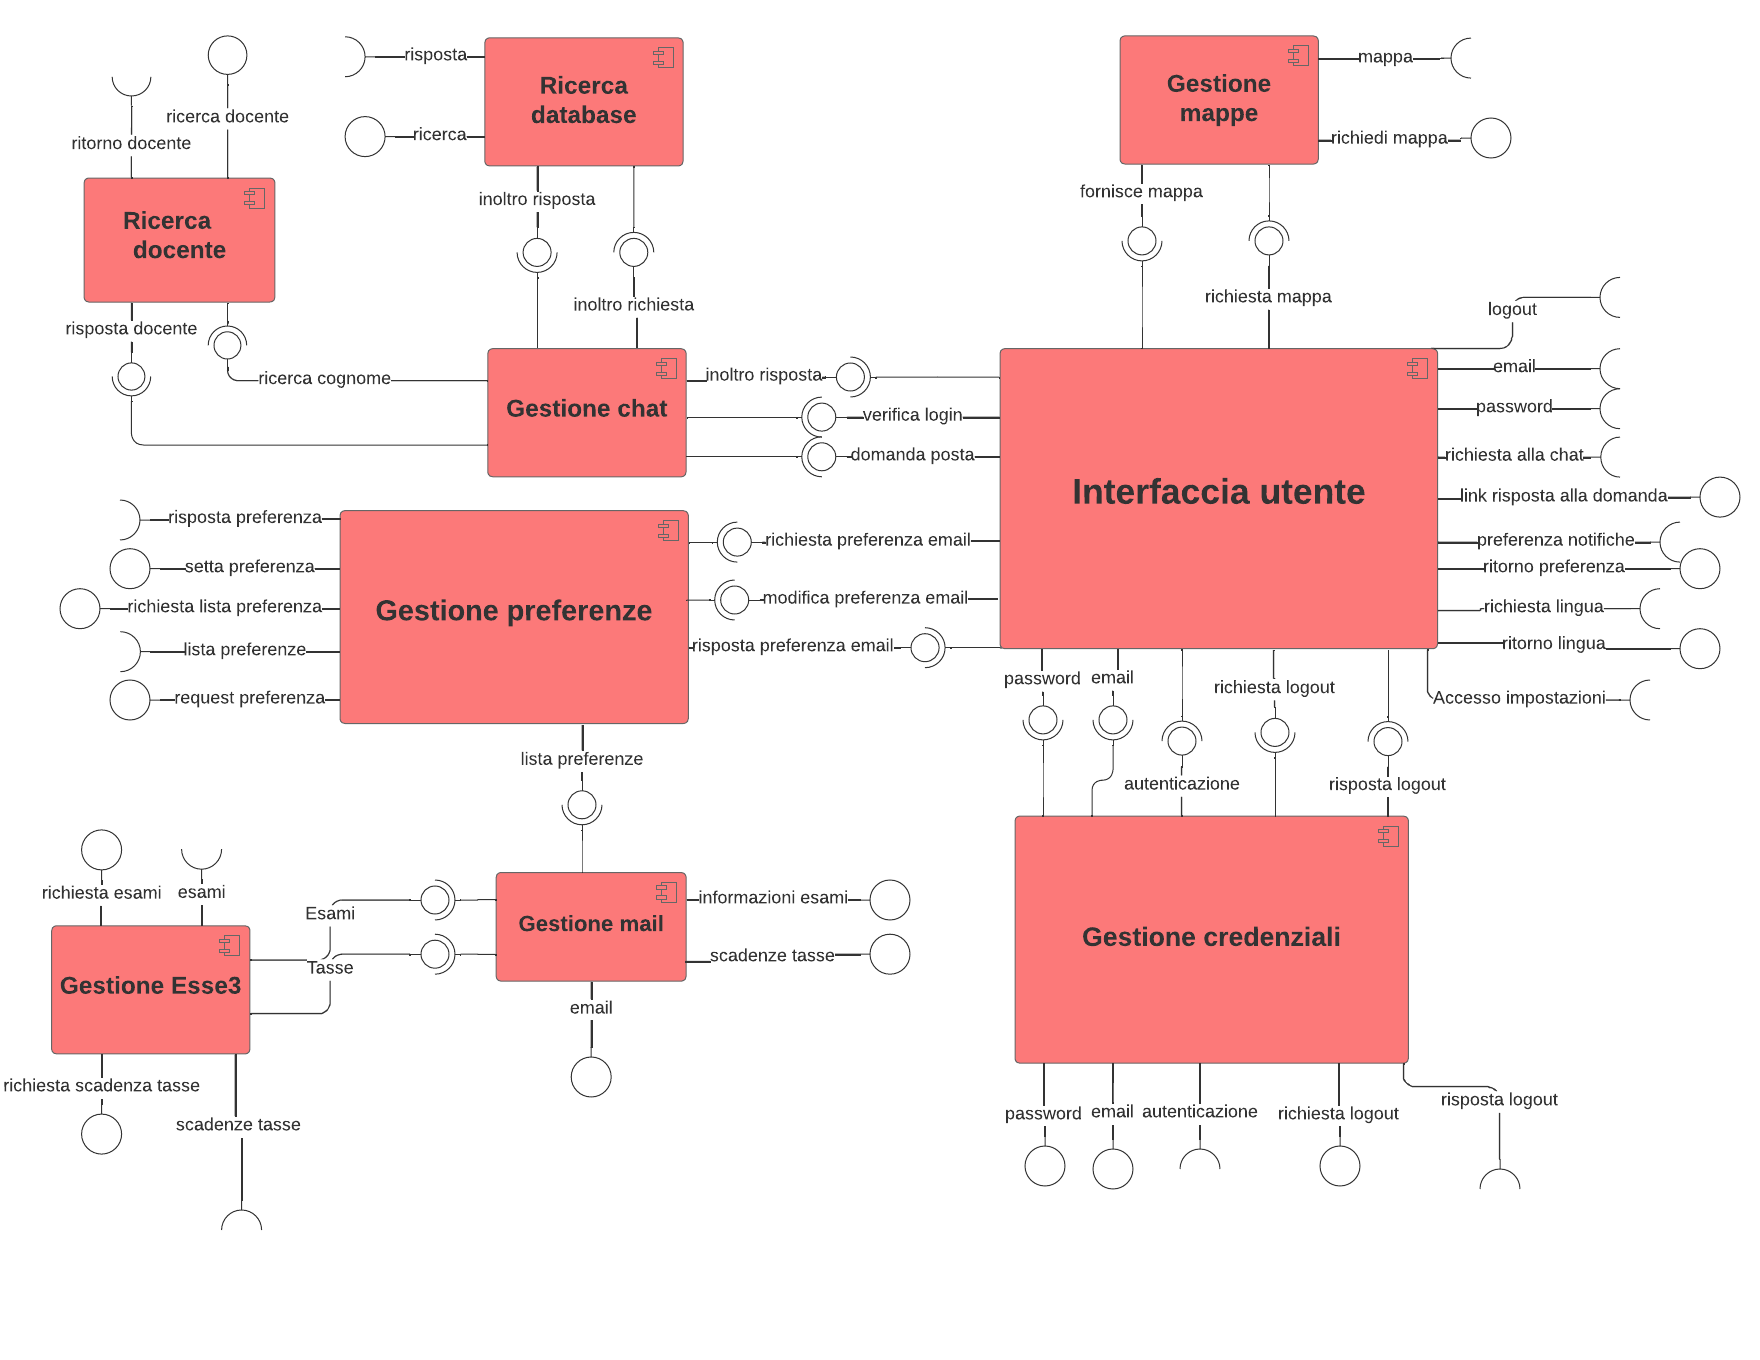 risposta
Ricerca
database
ricerca
Gestione
mappe
mappa
richiedi mappa
ricerca docente
ritorno docente
Ricerca
docente
inoltro risposta
inoltro richiesta
fornisce mappa
richiesta mappa
risposta docente
ricerca cognome
Gestione chat
inoltro risposta
verifica login
domanda posta
Interfaccia utente
logout
email
password
richiesta alla chat
link risposta alla domanda
preferenza notifiche
ritorno preferenza
richiesta lingua
ritorno lingua
Accesso impostazioni
risposta preferenza
setta preferenza
richiesta lista preferenza
lista preferenze
request preferenza
Gestione preferenze
richiesta preferenza email
modifica preferenza email
risposta preferenza email
password
email
richiesta logout
autenticazione
risposta logout
lista preferenze
richiesta esami
esami
Esami
Tasse
Gestione Esse3
Gestione mail
informazioni esami
scadenze tasse
email
Gestione credenziali
richiesta scadenza tasse
scadenze tasse
password
email
autenticazione
richiesta logout
risposta logout